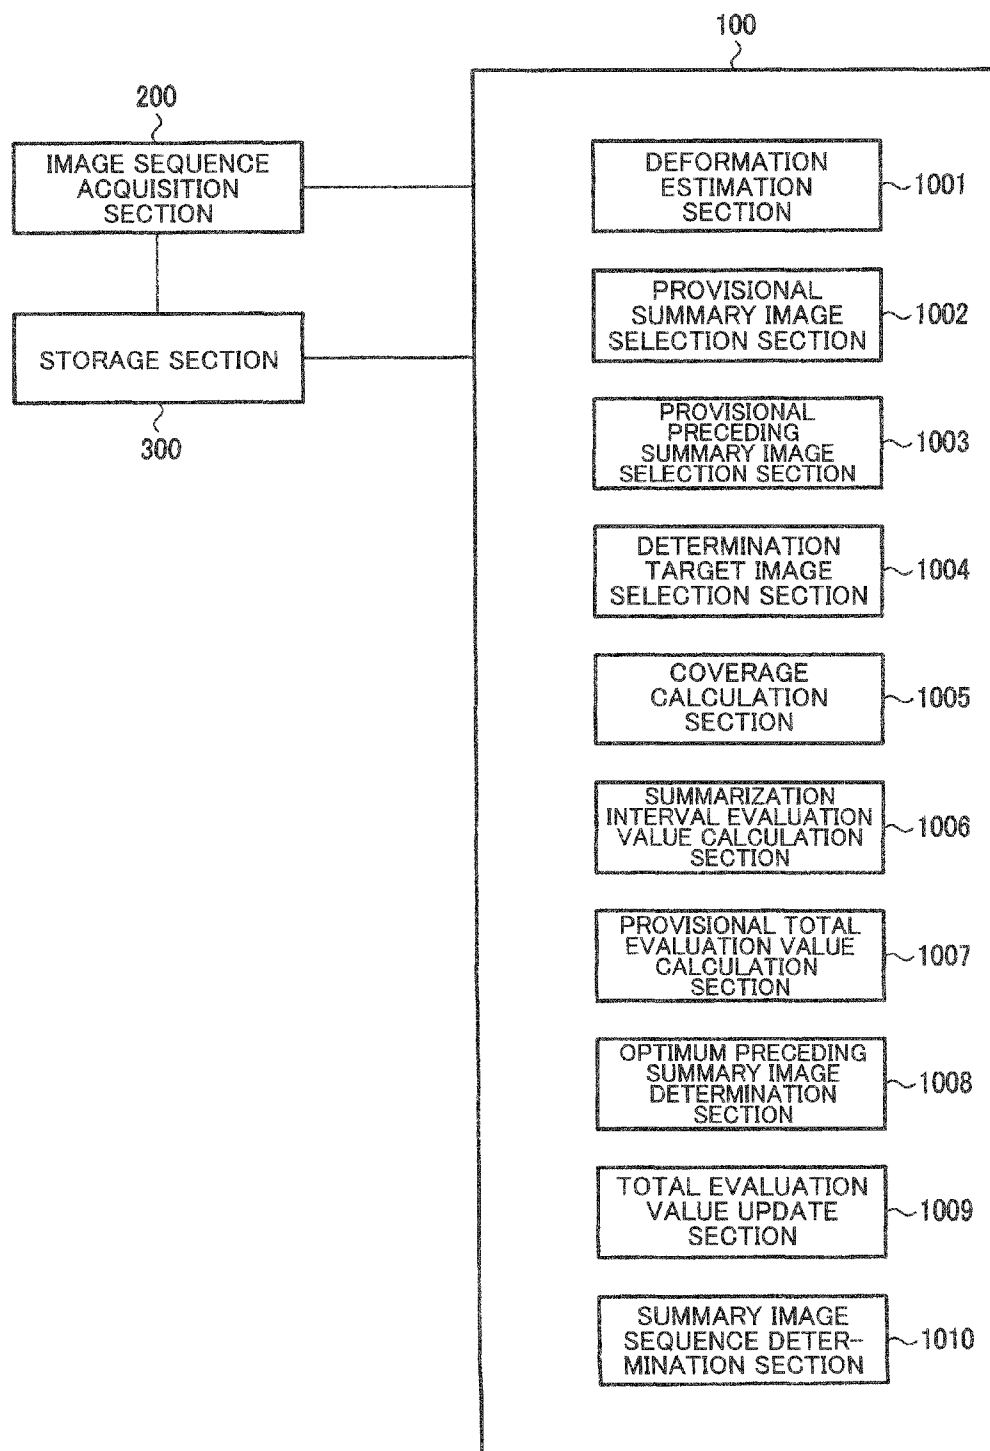 100
200
IMAGE SEQUENCE
ACQUISITION
SECTION
STORAGE SECTION
300
DEFORMATION
ESTIMATION
SECTION
1001
PROVISIONAL
SUMMARY IMAGE
SELECTION SECTION
1002
PROVISIONAL
PRECEDING
SUMMARY IMAGE
SELECTION SECTION
1003
DETERMINATION
TARGET IMAGE
SELECTION SECTION
1004
COVERAGE
CALCULATION
SECTION
1005
SUMMARIZATION
INTERVAL EVALUATION
VALUE CALCULATION
SECTION
1006
PROVISIONAL TOTAL
EVALUATION VALUE
CALCULATION
SECTION
1007
OPTIMUM PRECEDING
SUMMARY IMAGE
DETERMINATION
SECTION
1008
TOTAL EVALUATION
VALUE UPDATE
SECTION
1009
SUMMARY IMAGE
SEQUENCE DETER-
MINATION SECTION
1010